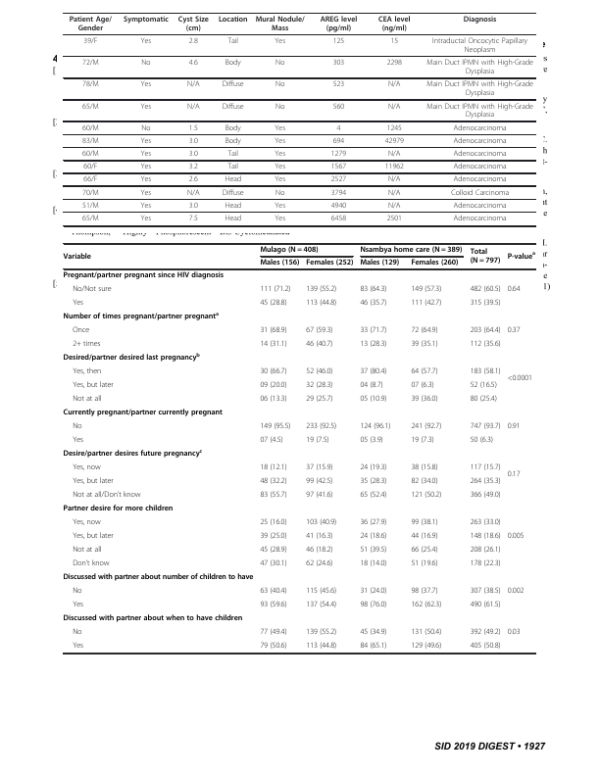 Patient Age/ Gender Symptomatic Cyst Size (cm) Location Mural Nodule/ Mass AREG level (pg/ml) CEA level (ng/ml) Diagnosis
39/F Yes 2.8 Tail Yes 125 15 Intraductal Oncocytic Papillary Neoplasm
72/M No 4.6 Body No 303 2298 Main Duct IPMN with High-Grade Dysplasia
78/M Yes N/A Diffuse No 523 N/A Main Duct IPMN with High-Grade Dysplasia
65/M Yes N/A Diffuse Yes 560 N/A Main Duct IPMN with High-Grade Dysplasia
60/M No 1.5 Body Yes 4 1245 Adenocarcinoma
83/M Yes 3.0 Body Yes 694 42979 Adenocarcinoma
60/M Yes 3.0 Tail Yes 1279 N/A Adenocarcinoma
60/F Yes 3.2 Tail Yes 1567 11962 Adenocarcinoma
66/F Yes 2.6 Head Yes 2527 N/A Adenocarcinoma
70/M Yes N/A Diffuse No 3794 N/A Colloid Carcinoma
51/M Yes 3.0 Head Yes 4940 N/A Adenocarcinoma
65/M Yes 7.5 Head Yes 6458 2501 Adenocarcinoma
Variable Mulago (N = 408) Nsambya home care (N = 389) Total (N = 797) P-valueª
Males (156) Females (252) Males (129) Females (260)
Pregnant/partner pregnant since HIV diagnosis
No/Not sure 111 (71.2) 139 (55.2) 83 (64.3) 149 (57.3) 482 (60.5) 0.64
Yes 45 (28.8) 113 (44.8) 46 (35.7) 111 (42.7) 315 (39.5)
Number of times pregnant/partner pregnantª
Once 31 (68.9) 67 (59.3) 33 (71.7) 72 (64.9) 203 (64.4) 0.37
2+ times 14 (31.1) 46 (40.7) 13 (28.3) 39 (35.1) 112 (35.6)
Desired/partner desired last pregnancyᵇ
Yes, then 30 (66.7) 52 (46.0) 37 (80.4) 64 (57.7) 183 (58.1)
<0.0001
Yes, but later 09 (20.0) 32 (28.3) 04 (8.7) 07 (6.3) 52 (16.5)
Not at all 06 (13.3) 29 (25.7) 05 (10.9) 39 (36.0) 80 (25.4)
Currently pregnant/partner currently pregnant
No 149 (95.5) 233 (92.5) 124 (96.1) 241 (92.7) 747 (93.7) 0.91
Yes 07 (4.5) 19 (7.5) 05 (3.9) 19 (7.3) 50 (6.3)
Desire/partner desires future pregnancyᶜ
Yes, now 18 (12.1) 37 (15.9) 24 (19.3) 38 (15.8) 117 (15.7)
0.17
Yes, but later 48 (32.2) 99 (42.5) 35 (28.3) 82 (34.0) 264 (35.3)
Not at all/Don't know 83 (55.7) 97 (41.6) 65 (52.4) 121 (50.2) 366 (49.0)
Partner desire for more children
Yes, now 25 (16.0) 103 (40.9) 36 (27.9) 99 (38.1) 263 (33.0)
Yes, but later 39 (25.0) 41 (16.3) 24 (18.6) 44 (16.9) 148 (18.6) 0.005
Not at all 45 (28.9) 46 (18.2) 51 (39.5) 66 (25.4) 208 (26.1)
Don't know 47 (30.1) 62 (24.6) 18 (14.0) 51 (19.6) 178 (22.3)
Discussed with partner about number of children to have
No 63 (40.4) 115 (45.6) 31 (24.0) 98 (37.7) 307 (38.5) 0.002
Yes 93 (59.6) 137 (54.4) 98 (76.0) 162 (62.3) 490 (61.5)
Discussed with partner about when to have children
No 77 (49.4) 139 (55.2) 45 (34.9) 131 (50.4) 392 (49.2) 0.03
Yes 79 (50.6) 113 (44.8) 84 (65.1) 129 (49.6) 405 (50.8)
SID 2019 DIGEST • 1927